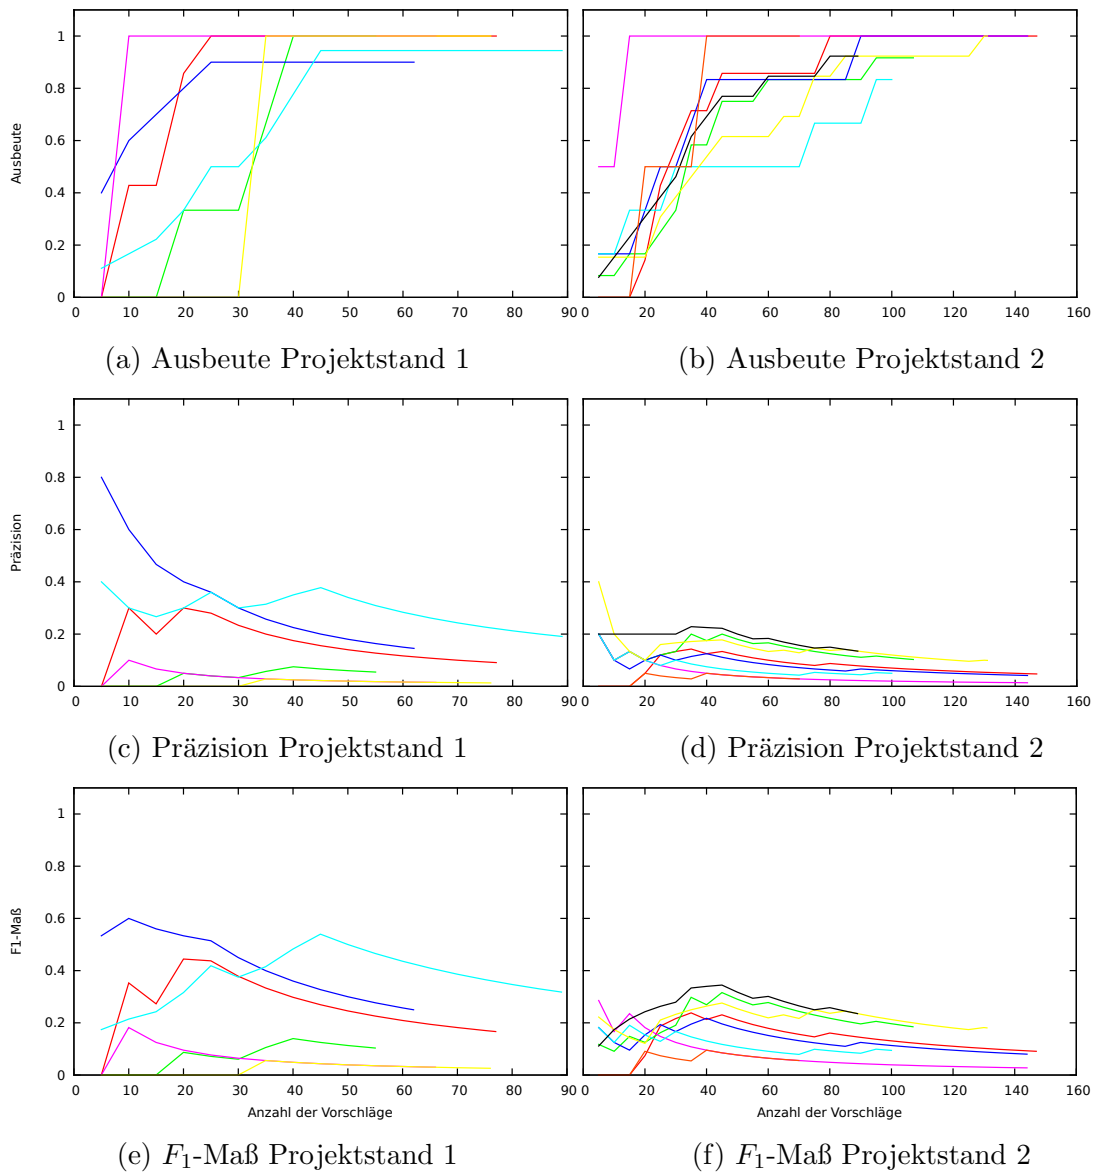 1
0.8
0.6
0.4
0.2
0
Ausbeute
0 10 20 30 40 50 60 70 80 90
(a) Ausbeute Projektstand 1
0 20 40 60 80 100 120 140 160
(b) Ausbeute Projektstand 2
1
0.8
0.6
0.4
0.2
0
Präzision
0 10 20 30 40 50 60 70 80 90
(c) Präzision Projektstand 1
0 20 40 60 80 100 120 140 160
(d) Präzision Projektstand 2
1
0.8
0.6
0.4
0.2
0
F1-Maß
0 10 20 30 40 50 60 70 80 90
Anzahl der Vorschläge
(e) F₁-Maß Projektstand 1
0 20 40 60 80 100 120 140 160
Anzahl der Vorschläge
(f) F₁-Maß Projektstand 2